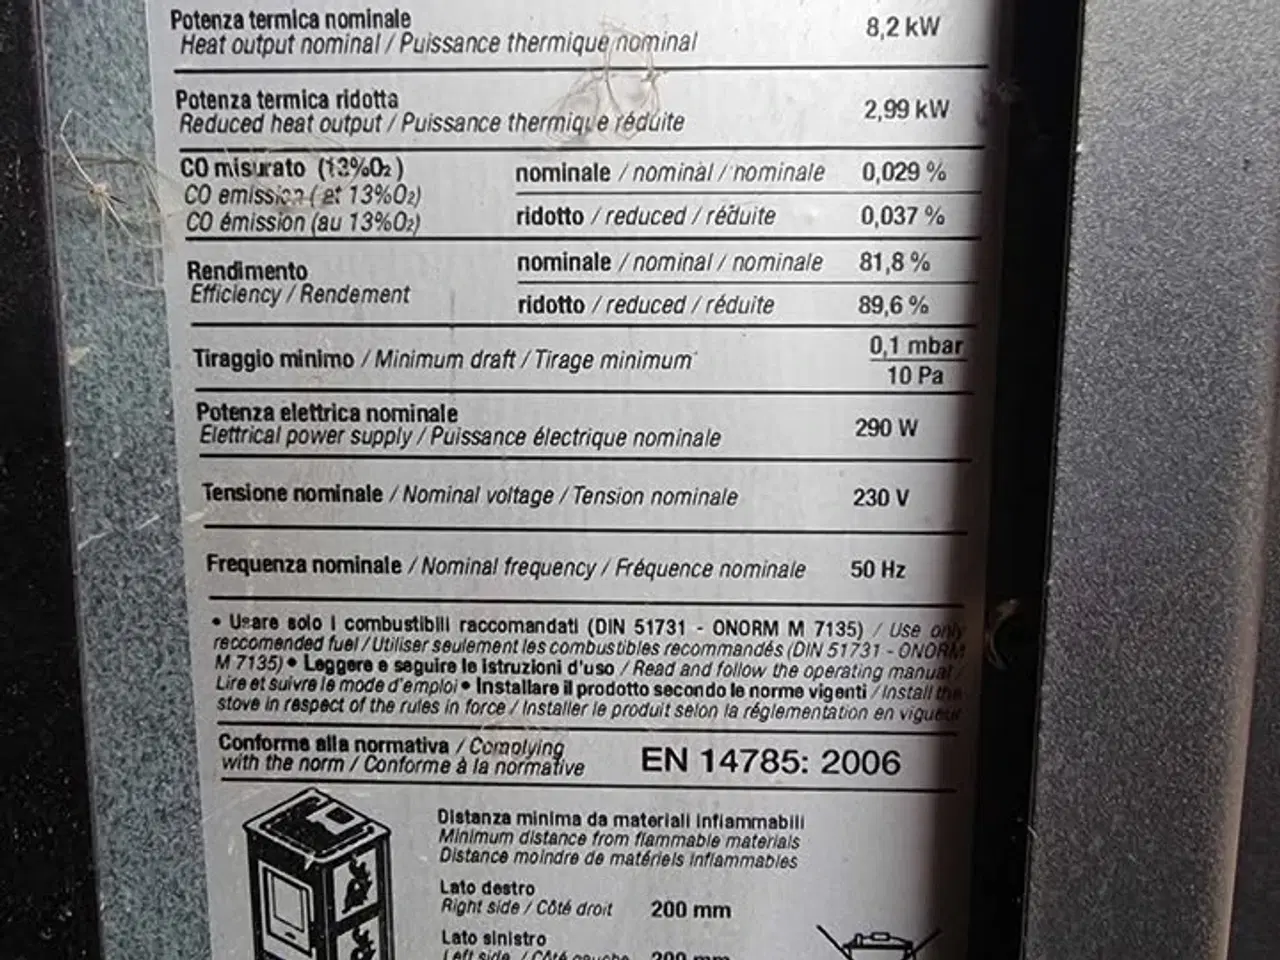 Potenza termica nominale
Heat output nominal / Puissance thermique nominal 8,2 kW
Potenza termica ridotta
Reduced heat output / Puissance thermique réduite 2,99 kW
CO misurato (13%O2) nominale / nominal / nominale 0,029 %
CO emission ( at 13%O2)
CO émission (au 13%O2) ridotto / reduced / réduite 0,037 %
Rendimento nominale / nominal / nominale 81,8 %
Efficiency / Rendement ridotto / reduced / réduite 89,6 %
Tiraggio minimo / Minimum draft / Tirage minimum 0,1 mbar
10 Pa
Potenza elettrica nominale
Elettrical power supply / Puissance électrique nominale 290 W
Tensione nominale / Nominal voltage / Tension nominale 230 V
Frequenza nominale / Nominal frequency / Fréquence nominale 50 Hz
• Usare solo i combustibili raccomandati (DIN 51731 - ONORM M 7135) / Use only
reccomended fuel / Utiliser seulement les combustibles recommandés (DIN 51731 - ONORM
M 7135) • Leggere e seguire le istruzioni d'uso / Read and follow the operating manual /
Lire et suivre le mode d'emploi • Installare il prodotto secondo le norme vigenti / Install the
stove in respect of the rules in force / Installer le produit selon la réglementation en vigueur
Conforme alla normativa / Complying
with the norm / Conforme à la normative EN 14785: 2006
Distanza minima da materiali infiammabili
Minimum distance from flammable materials
Distance moindre de matériels inflammables
Lato destro
Right side / Côté droit 200 mm
Lato sinistro
Left side / Côté gauche 200 mm